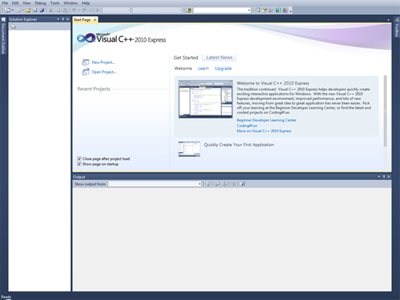 File Edit View Debug Tools Window Help
Solution Explorer
Start Page
Microsoft
Visual C++ 2010 Express
New Project...
Open Project...
Recent Projects
Close page after project load
Show page on startup
Get Started Latest News
Welcome Learn Upgrade
Welcome to Visual C++ 2010 Express
The tradition continues! Visual C++ 2010 Express helps developers quickly create
exciting interactive applications for Windows. With the new Visual C++ 2010
Express development environment, improved performance, and lots of new
features, moving from great idea to great application has never been easier. Kick
off your learning at the Beginner Developer Center, or find the latest and
coolest projects on Coding4Fun:
Beginner Developer Learning Center
Coding4Fun
More on Visual C++ 2010 Express
Quickly Create Your First Application
Output
Show output from:
Ready